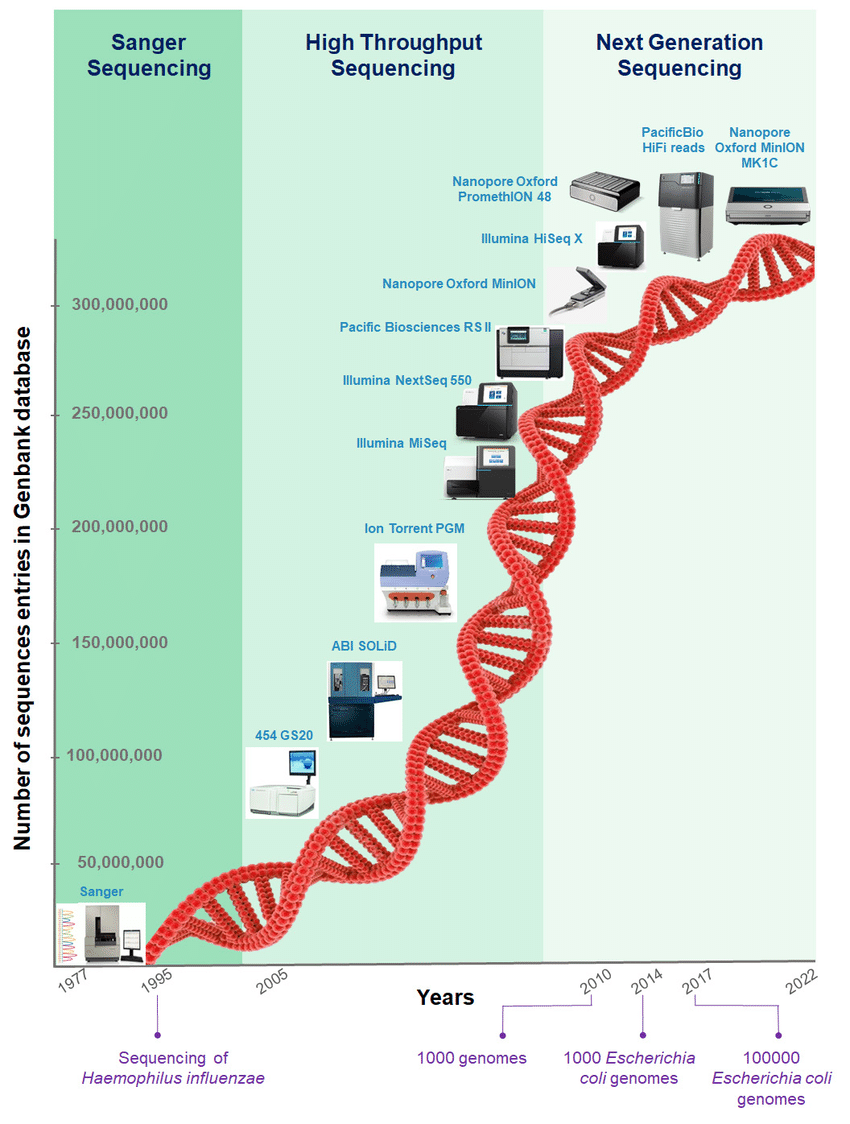 Sanger
Sequencing
High Throughput
Sequencing
Next Generation
Sequencing
PacificBio
HiFi reads
Nanopore
Oxford MinION
MK1C
Nanopore Oxford
PromethION 48
Illumina HiSeq X
Nanopore Oxford MinION
Pacific Biosciences RS II
Illumina NextSeq 550
Illumina MiSeq
Ion Torrent PGM
ABI SOLiD
454 GS20
Sanger
Number of sequences entries in Genbank database
300,000,000
250,000,000
200,000,000
150,000,000
100,000,000
50,000,000
1977
1995
2005
2010
2014
2017
2022
Years
Sequencing of
Haemophilus influenzae
1000 genomes
1000 Escherichia
coli genomes
100000
Escherichia coli
genomes